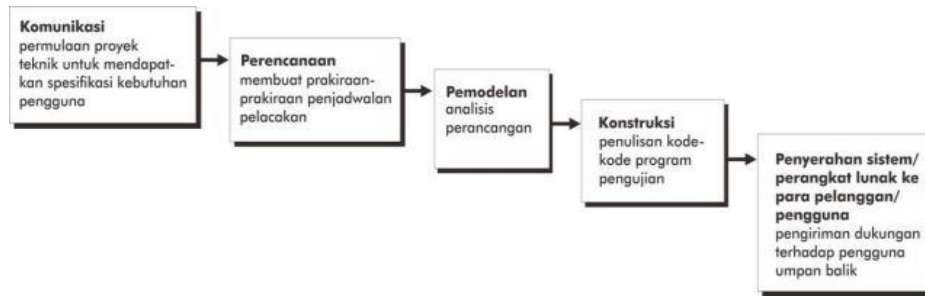 Komunikasi
permulaan proyek
teknik untuk mendapat-
kan spesifikasi kebutuhan
pengguna
Perencanaan
membuat prakiraan-
prakiraan penjadwalan
pelacakan
Pemodelan
analisis
perancangan
Konstruksi
penulisan kode-
kode program
pengujian
Penyerahan sistem/
perangkat lunak ke
para pelanggan/
pengguna
pengiriman dukungan
terhadap pengguna
umpan balik